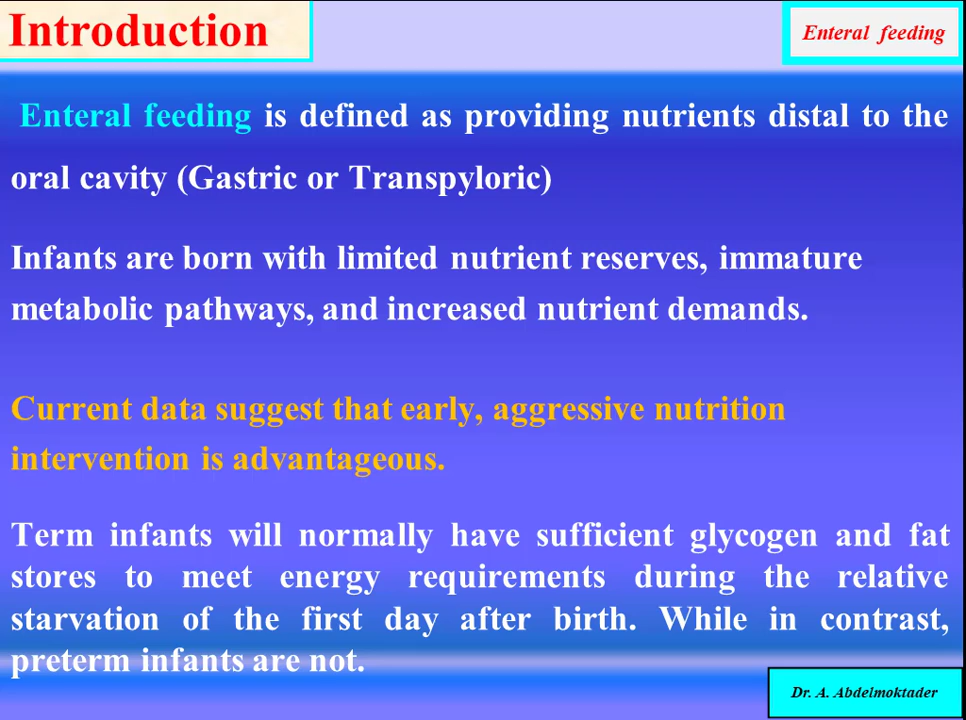 Introduction
Enteral feeding
Enteral feeding is defined as providing nutrients distal to the
oral cavity (Gastric or Transpyloric)
Infants are born with limited nutrient reserves, immature
metabolic pathways, and increased nutrient demands.
Current data suggest that early, aggressive nutrition
intervention is advantageous.
Term infants will normally have sufficient glycogen and fat
stores to meet energy requirements during the relative
starvation of the first day after birth. While in contrast,
preterm infants are not.
Dr. A. Abdelmoktader